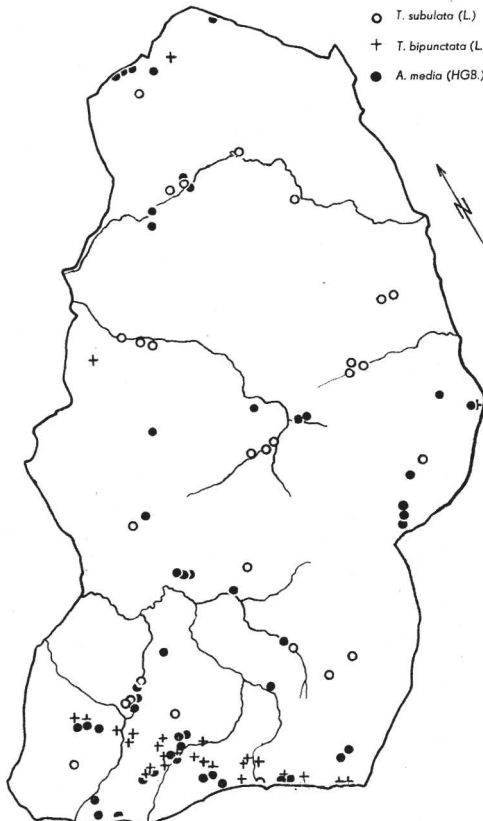 T. subulata (L.)
T. bipunctata (L.
A. media (HGB.)
N